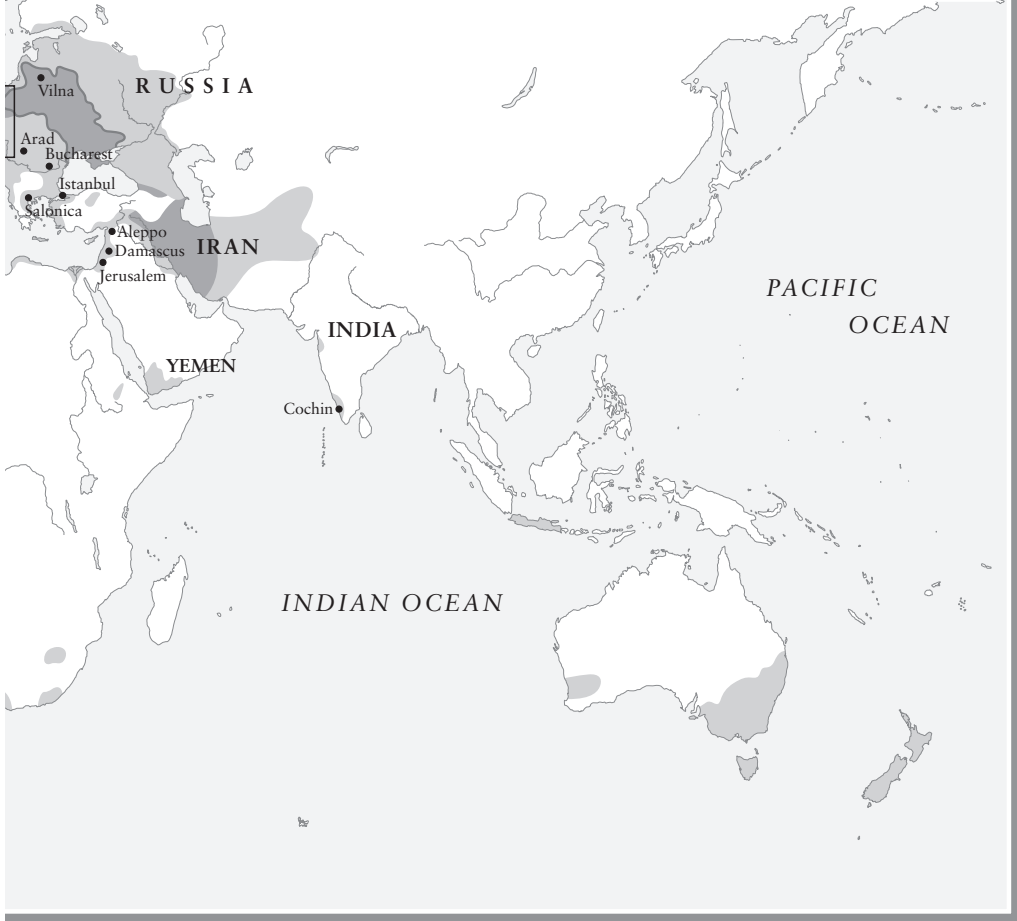 RUSSIA
Vilna
Arad
Bucharest
Istanbul
Salonica
Aleppo
Damascus
IRAN
Jerusalem
PACIFIC
OCEAN
INDIA
YEMEN
Cochin
INDIAN OCEAN